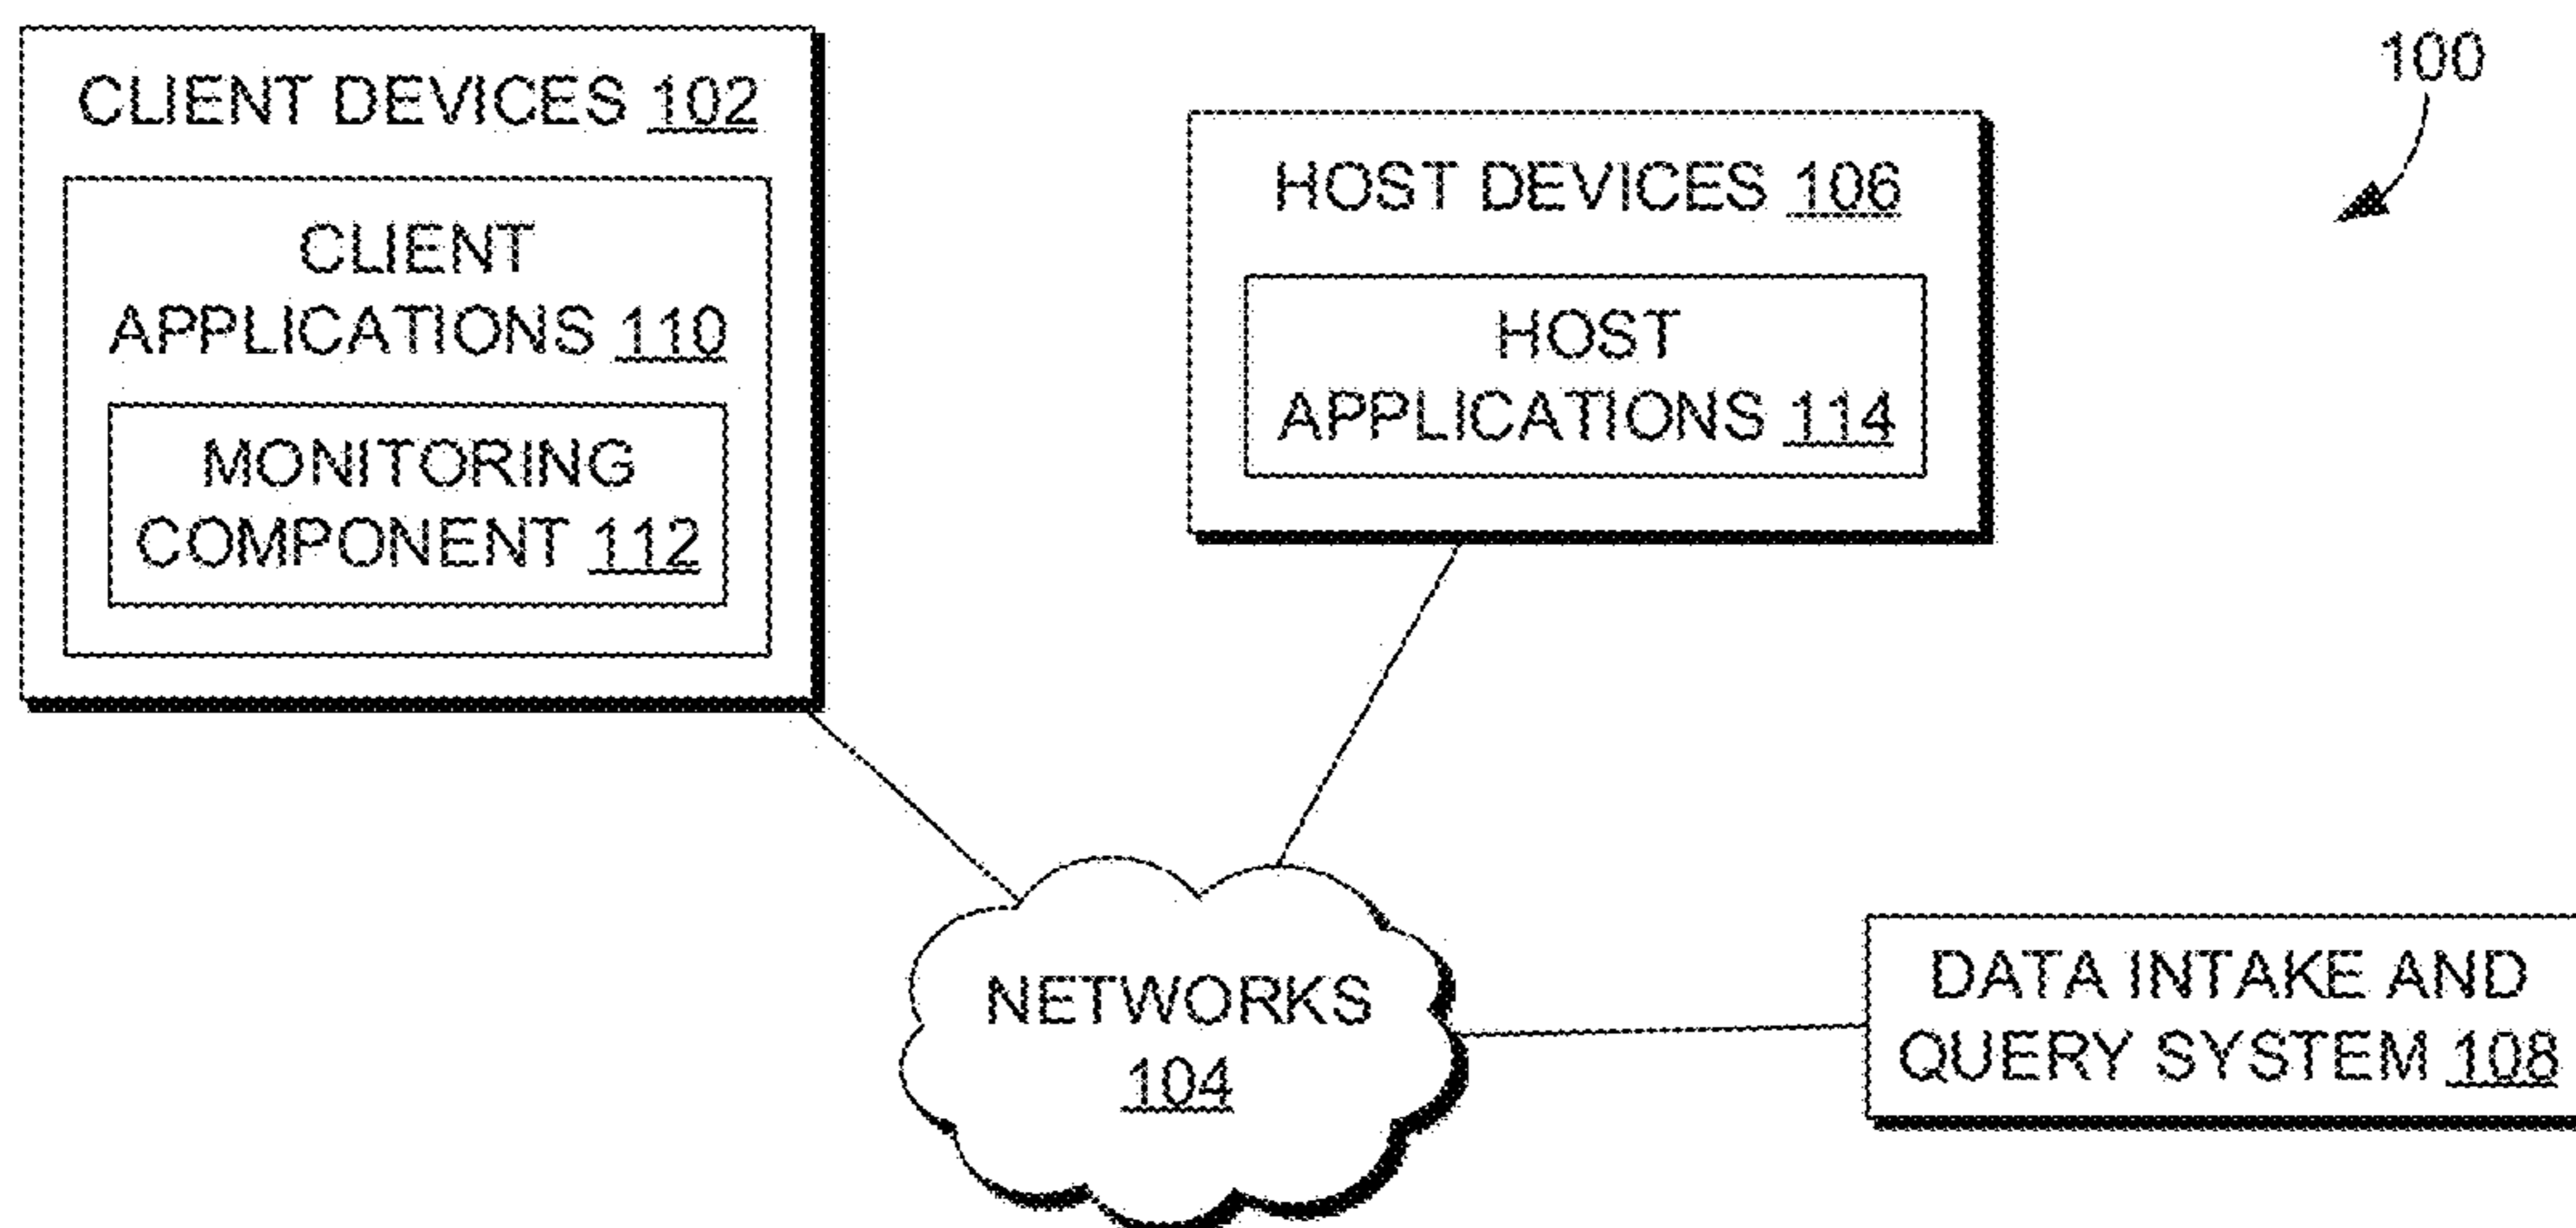 CLIENT DEVICES 102
CLIENT
APPLICATIONS 110
MONITORING
COMPONENT 112
HOST DEVICES 106
HOST
APPLICATIONS 114
100
NETWORKS
104
DATA INTAKE AND
QUERY SYSTEM 108